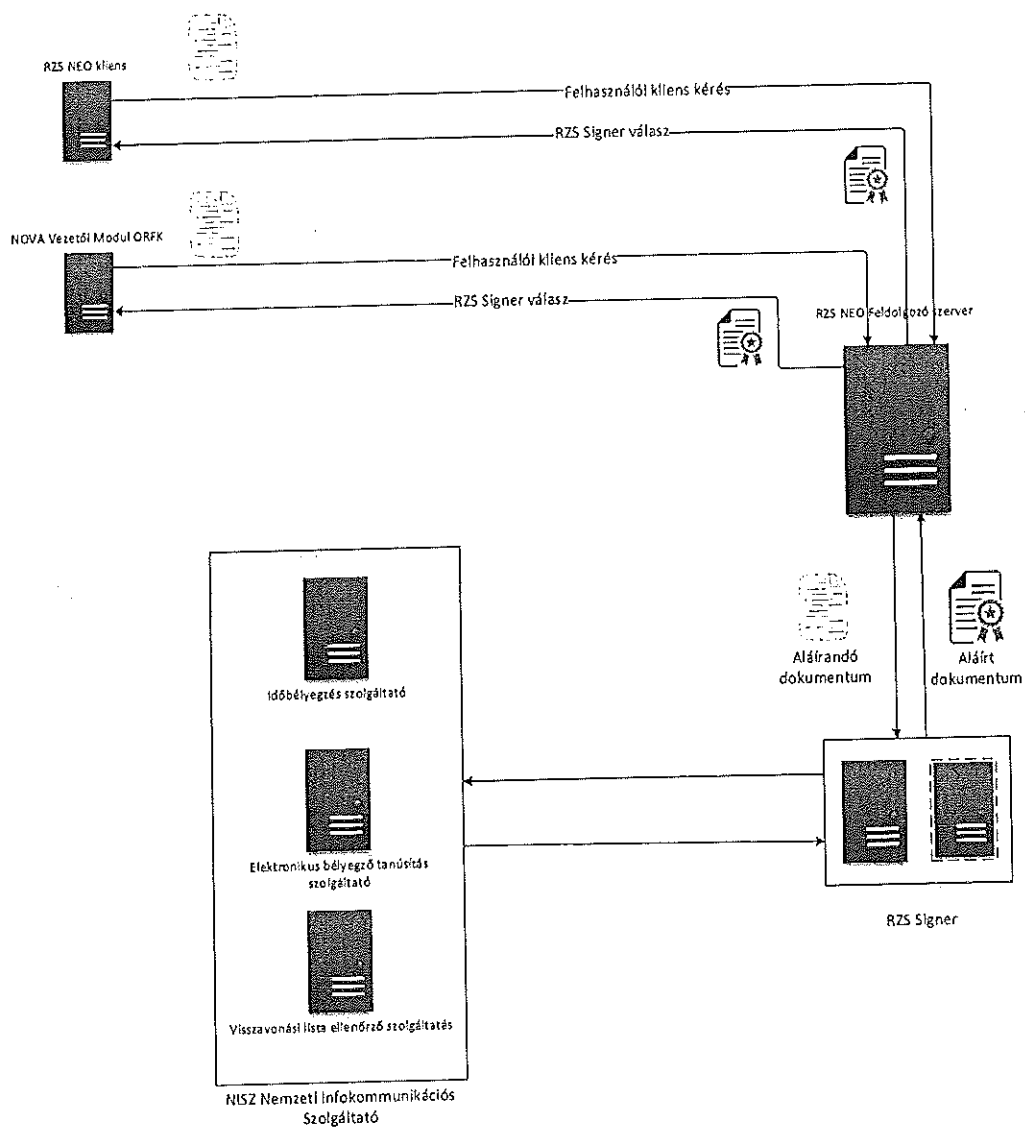 RZS NEO kliens
Felhasználói kliens kérés
RZS Signer válasz
NOVA Vezetői Modul ORFK
Felhasználói kliens kérés
RZS Signer válasz
RZS NEO Feldolgozó szerver
Időbélyegzés szolgáltató
Aláírandó
dokumentum
Aláírt
dokumentum
Elektronikus bélyegző tanúsítás
szolgáltató
RZS Signer
Visszavonási lista ellenőrző szolgáltatás
NISZ Nemzeti Infokommunikációs
Szolgáltató